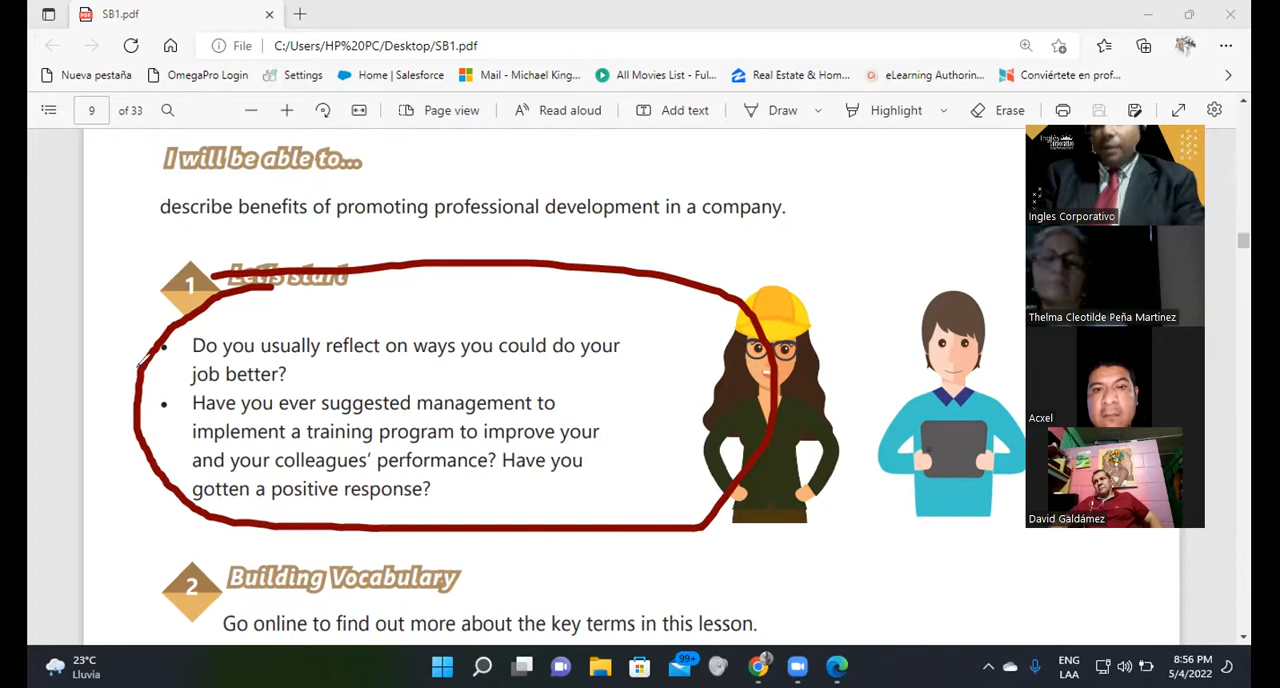 SB1.pdf
File C:/Users/HP%20PC/Desktop/SB1.pdf
Nueva pestaña OmegaPro Login Settings Home | Salesforce Mail - Michael King... All Movies List - Ful... Real Estate & Hom... eLearning Authorin... Conviértete en prof...
9 of 33 Page view Read aloud Add text Draw Highlight Erase
I will be able to...
describe benefits of promoting professional development in a company.
1 Let's start
• Do you usually reflect on ways you could do your
job better?
• Have you ever suggested management to
implement a training program to improve your
and your colleagues' performance? Have you
gotten a positive response?
2 Building Vocabulary
Go online to find out more about the key terms in this lesson.
Inglés
Corporativo
Ingles Corporativo
Thelma Cleotilde Peña Martinez
Acxel
David Galdámez
23°C
Lluvia
99+
ENG
LAA
8:56 PM
5/4/2022